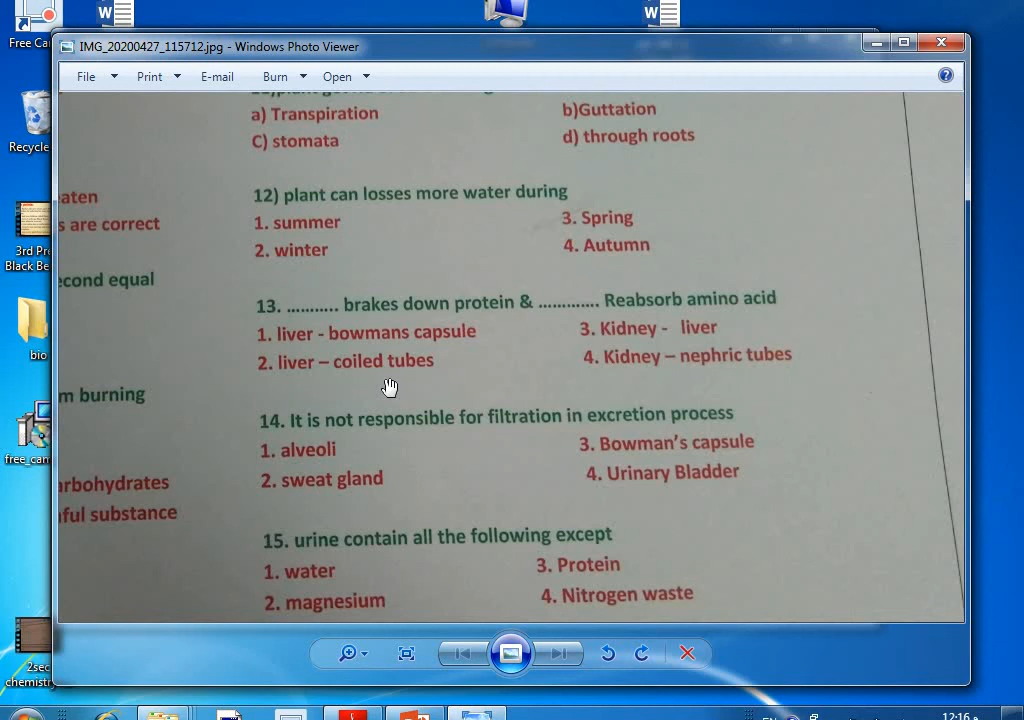 Free Ca
W
W
IMG_20200427_115712.jpg - Windows Photo Viewer
File Print E-mail Burn Open
a) Transpiration b)Guttation
C) stomata d) through roots
Recycle
aten
s are correct
12) plant can losses more water during
1. summer 3. Spring
2. winter 4. Autumn
3rd Pre
Black Be
econd equal
13. ........... brakes down protein & ............. Reabsorb amino acid
1. liver - bowmans capsule 3. Kidney - liver
2. liver – coiled tubes 4. Kidney – nephric tubes
bio
m burning
14. It is not responsible for filtration in excretion process
1. alveoli 3. Bowman's capsule
2. sweat gland 4. Urinary Bladder
free_cam
arbohydrates
ful substance
15. urine contain all the following except
1. water 3. Protein
2. magnesium 4. Nitrogen waste
2sec
chemistry
EN
12:16